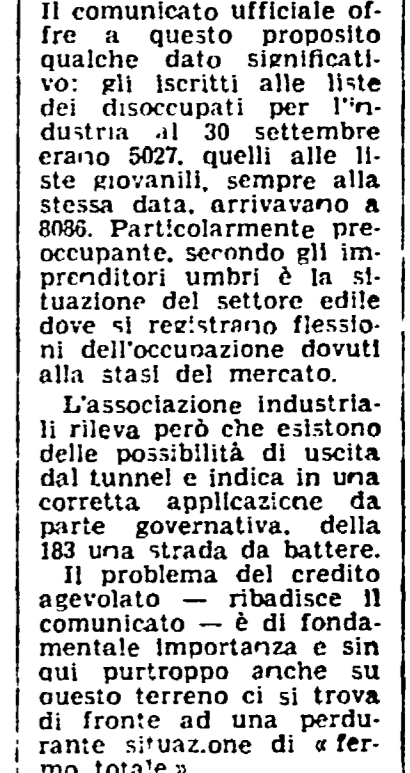 Il comunicato ufficiale of-
fre a questo proposito
qualche dato significati-
vo: gli iscritti alle liste
dei disoccupati per l'in-
dustria al 30 settembre
erano 5027, quelli alle li-
ste giovanili, sempre alla
stessa data, arrivavano a
8086. Particolarmente pre-
occupante, secondo gli im-
prenditori umbri è la si-
tuazione del settore edile
dove si registrano flessio-
ni dell'occupazione dovuti
alla stasi del mercato.
L'associazione industria-
li rileva però che esistono
delle possibilità di uscita
dal tunnel e indica in una
corretta applicazione da
parte governativa, della
183 una strada da battere.
Il problema del credito
agevolato — ribadisce il
comunicato — è di fonda-
mentale importanza e sin
qui purtroppo anche su
questo terreno ci si trova
di fronte ad una perdu-
rante situazione di « fer-
mo totale »